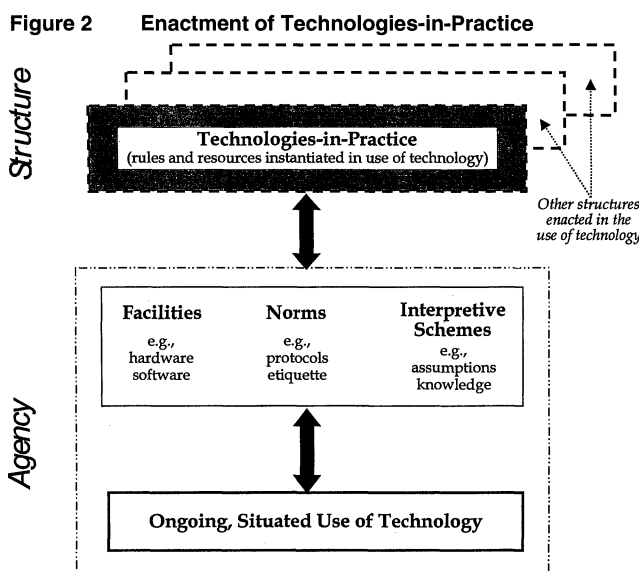 Figure 2 Enactment of Technologies-in-Practice
Structure
Technologies-in-Practice
(rules and resources instantiated in use of technology)
Other structures
enacted in the
use of technology
Agency
Facilities
e.g.,
hardware
software
Norms
e.g.,
protocols
etiquette
Interpretive
Schemes
e.g.,
assumptions
knowledge
Ongoing, Situated Use of Technology